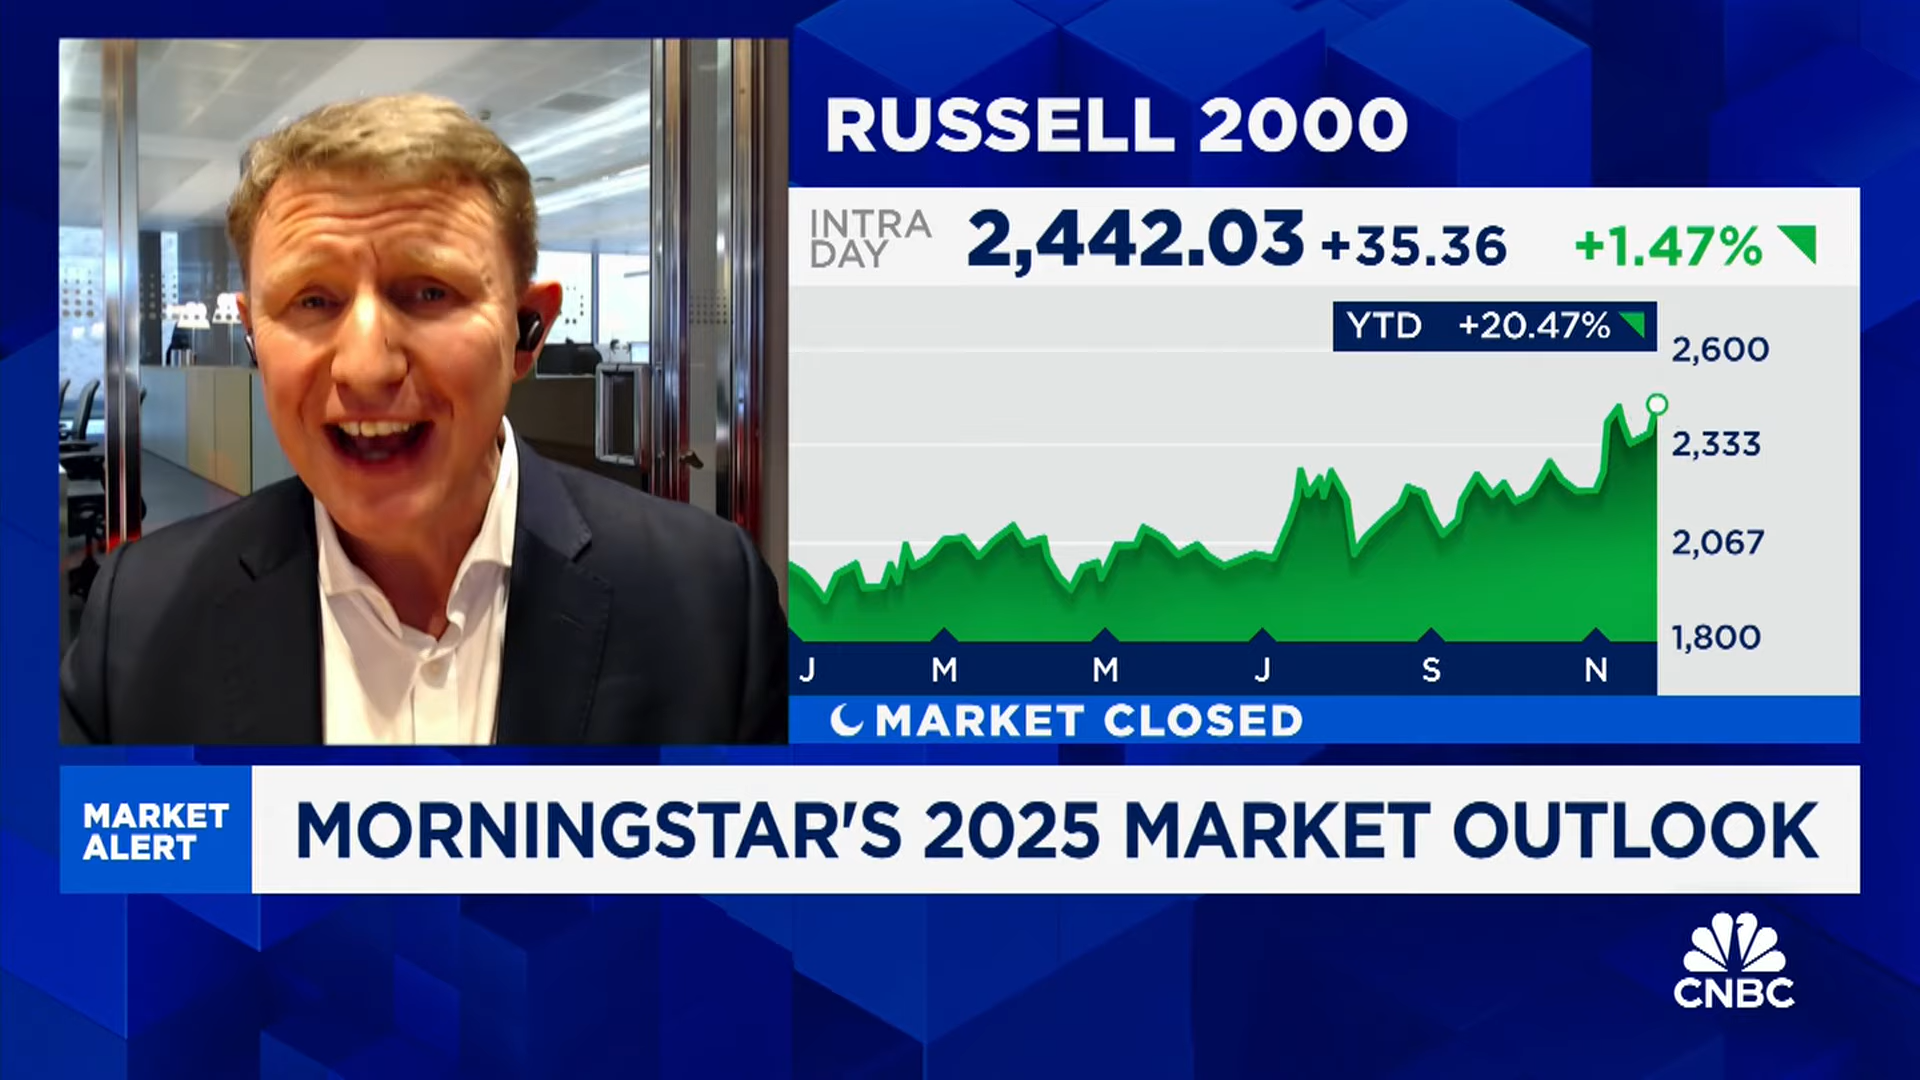 RUSSELL 2000
INTRA
DAY
2,442.03 +35.36 +1.47%
YTD +20.47%
2,600
2,333
2,067
1,800
J M M J S N
MARKET CLOSED
MARKET
ALERT
MORNINGSTAR'S 2025 MARKET OUTLOOK
CNBC